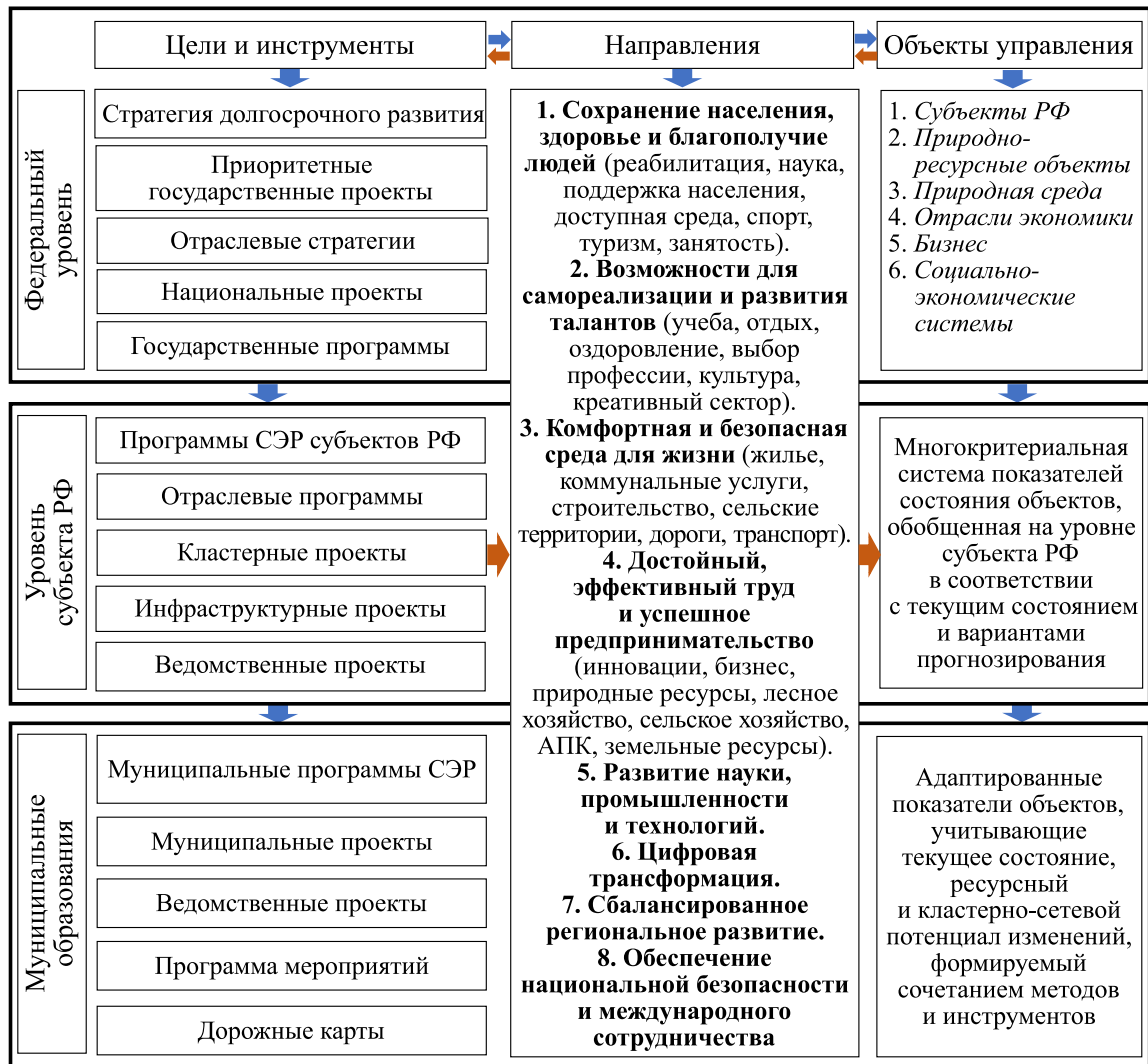 Цели и инструменты
Направления
Объекты управления
Федеральный
уровень
Стратегия долгосрочного развития
Приоритетные
государственные проекты
Отраслевые стратегии
Национальные проекты
Государственные программы
Уровень
субъекта РФ
Программы СЭР субъектов РФ
Отраслевые программы
Кластерные проекты
Инфраструктурные проекты
Ведомственные проекты
Муниципальные
образования
Муниципальные программы СЭР
Муниципальные проекты
Ведомственные проекты
Программа мероприятий
Дорожные карты
1. Сохранение населения,
здоровье и благополучие
людей (реабилитация, наука,
поддержка населения,
доступная среда, спорт,
туризм, занятость).
2. Возможности для
самореализации и развития
талантов (учеба, отдых,
оздоровление, выбор
профессии, культура,
креативный сектор).
3. Комфортная и безопасная
среда для жизни (жилье,
коммунальные услуги,
строительство, сельские
территории, дороги, транспорт).
4. Достойный,
эффективный труд
и успешное
предпринимательство
(инновации, бизнес,
природные ресурсы, лесное
хозяйство, сельское хозяйство,
АПК, земельные ресурсы).
5. Развитие науки,
промышленности
и технологий.
6. Цифровая
трансформация.
7. Сбалансированное
региональное развитие.
8. Обеспечение
национальной безопасности
и международного
сотрудничества
1. Субъекты РФ
2. Природно-
ресурсные объекты
3. Природная среда
4. Отрасли экономики
5. Бизнес
6. Социально-
экономические
системы
Многокритериальная
система показателей
состояния объектов,
обобщенная на уровне
субъекта РФ
в соответствии
с текущим состоянием
и вариантами
прогнозирования
Адаптированные
показатели объектов,
учитывающие
текущее состояние,
ресурсный
и кластерно-сетевой
потенциал изменений,
формируемый
сочетанием методов
и инструментов